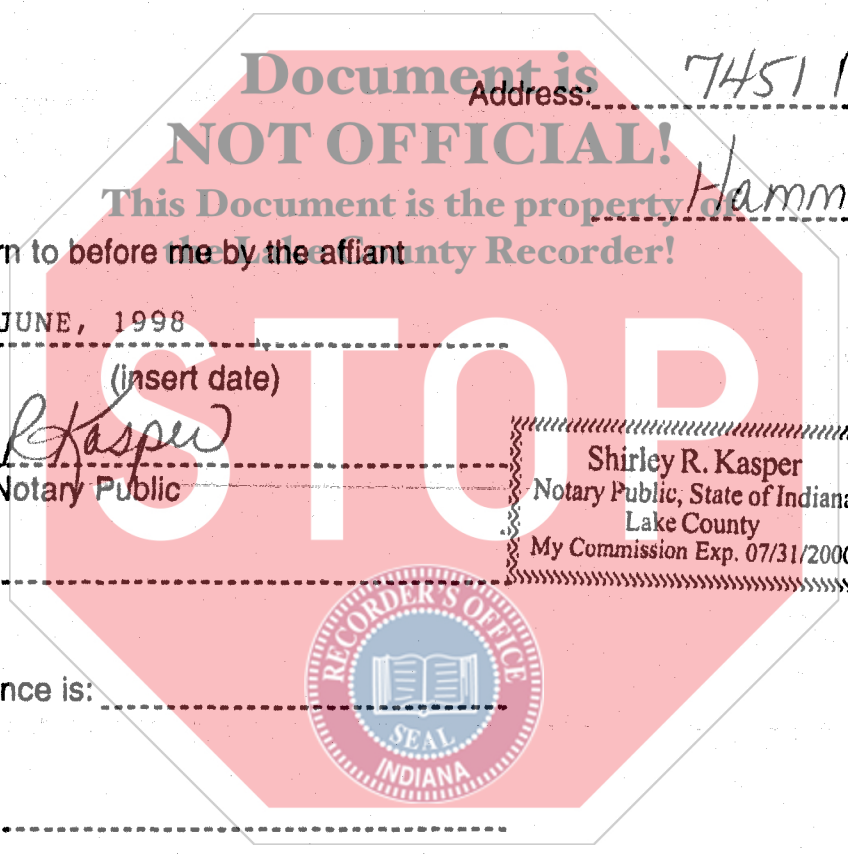 Document is
Address: 7451
NOT OFFICIAL!
This Document is the property of
Hamm
rn to before me by the affiant
the Lake County Recorder!
JUNE, 1998
(insert date)
R Kasper
Notary Public
STOP
Shirley R. Kasper
Notary Public, State of Indiana
Lake County
My Commission Exp. 07/31/2000
RECORDER'S OFFICE
SEAL
INDIANA
nce is: